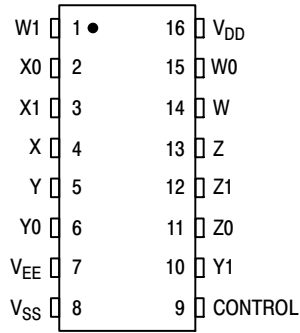 W1 1 16 VDD
X0 2 15 W0
X1 3 14 W
X 4 13 Z
Y 5 12 Z1
Y0 6 11 Z0
VEE 7 10 Y1
VSS 8 9 CONTROL